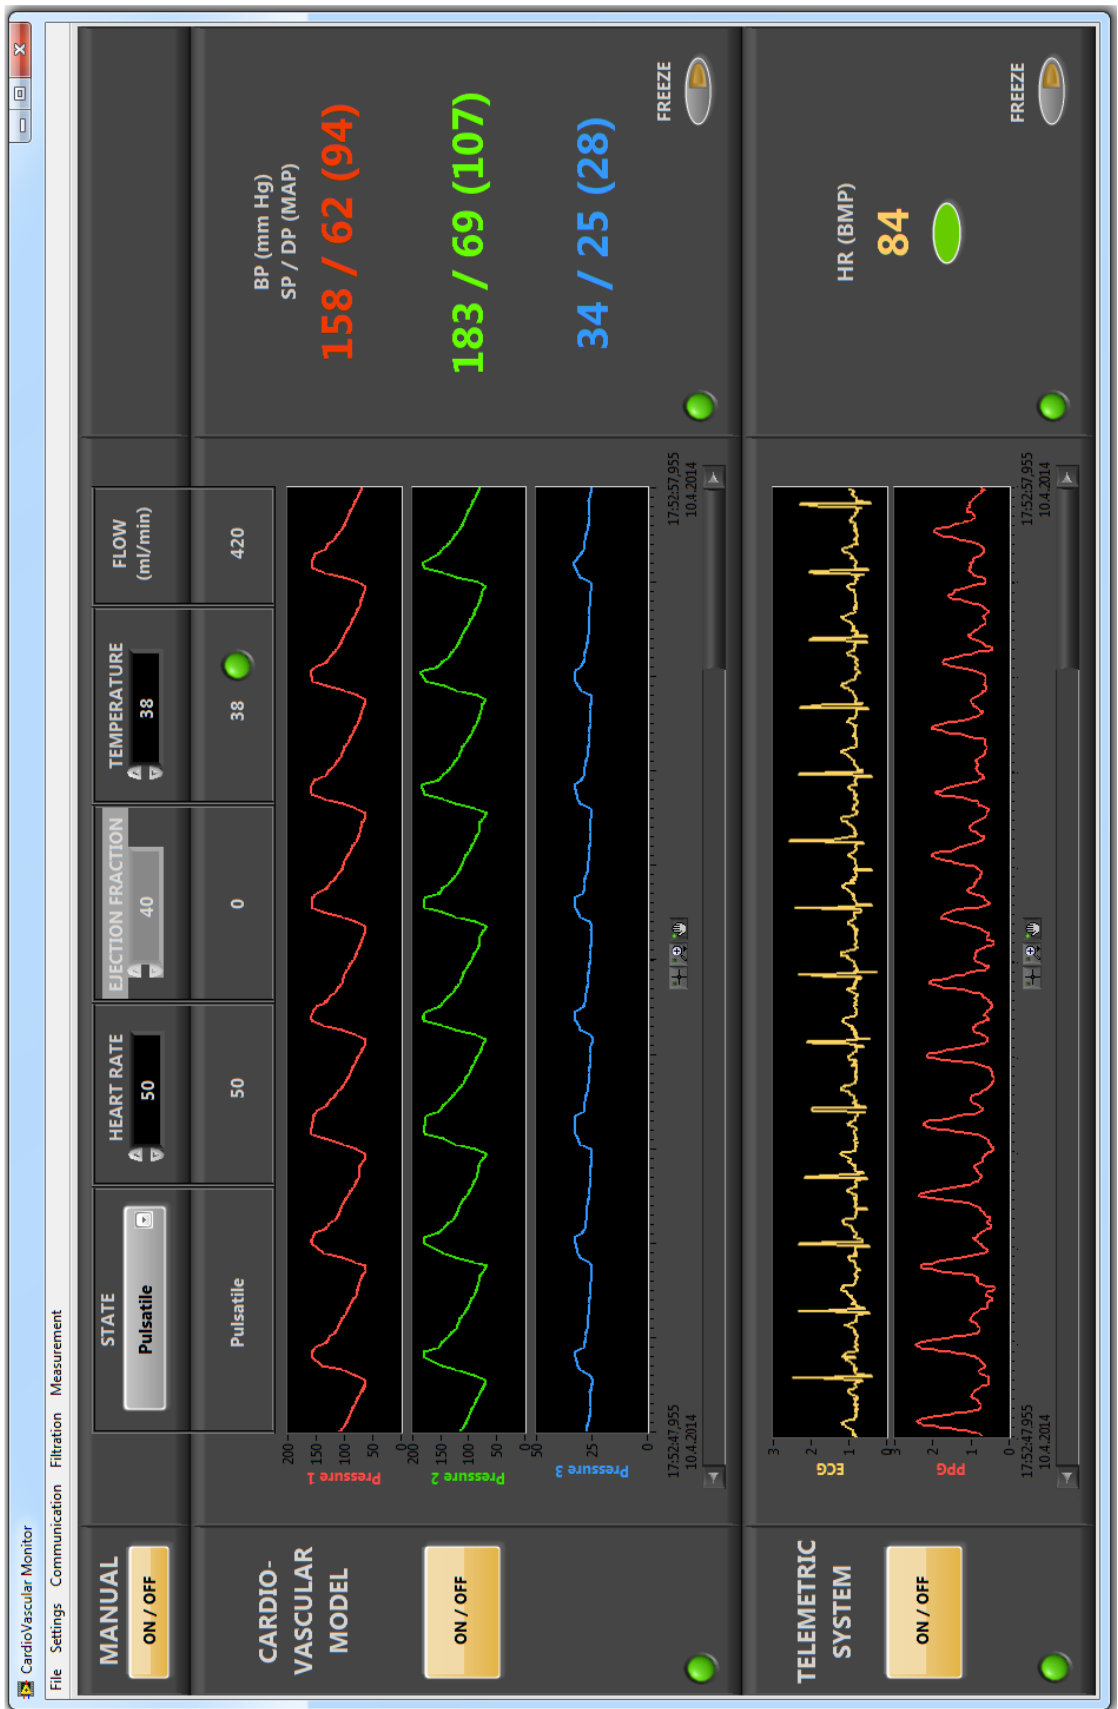 CardioVascular Monitor
File Settings Communication Filtration Measurement
MANUAL
ON / OFF
STATE
Pulsatile
HEART RATE
50
EJECTION FRACTION
40
TEMPERATURE
38
FLOW
(ml/min)
Pulsatile
50
0
38
420
CARDIO-
VASCULAR
MODEL
ON / OFF
Pressure 1
200
150
100
50
0
Pressure 2
200
150
100
50
0
Pressure 3
50
25
0
17:52:47,955
10.4.2014
17:52:57,955
10.4.2014
BP (mm Hg)
SP / DP (MAP)
158 / 62 (94)
183 / 69 (107)
34 / 25 (28)
FREEZE
TELEMETRIC
SYSTEM
ON / OFF
ECG
3
2
1
0
PPG
3
2
1
0
17:52:47,955
10.4.2014
17:52:57,955
10.4.2014
HR (BMP)
84
FREEZE